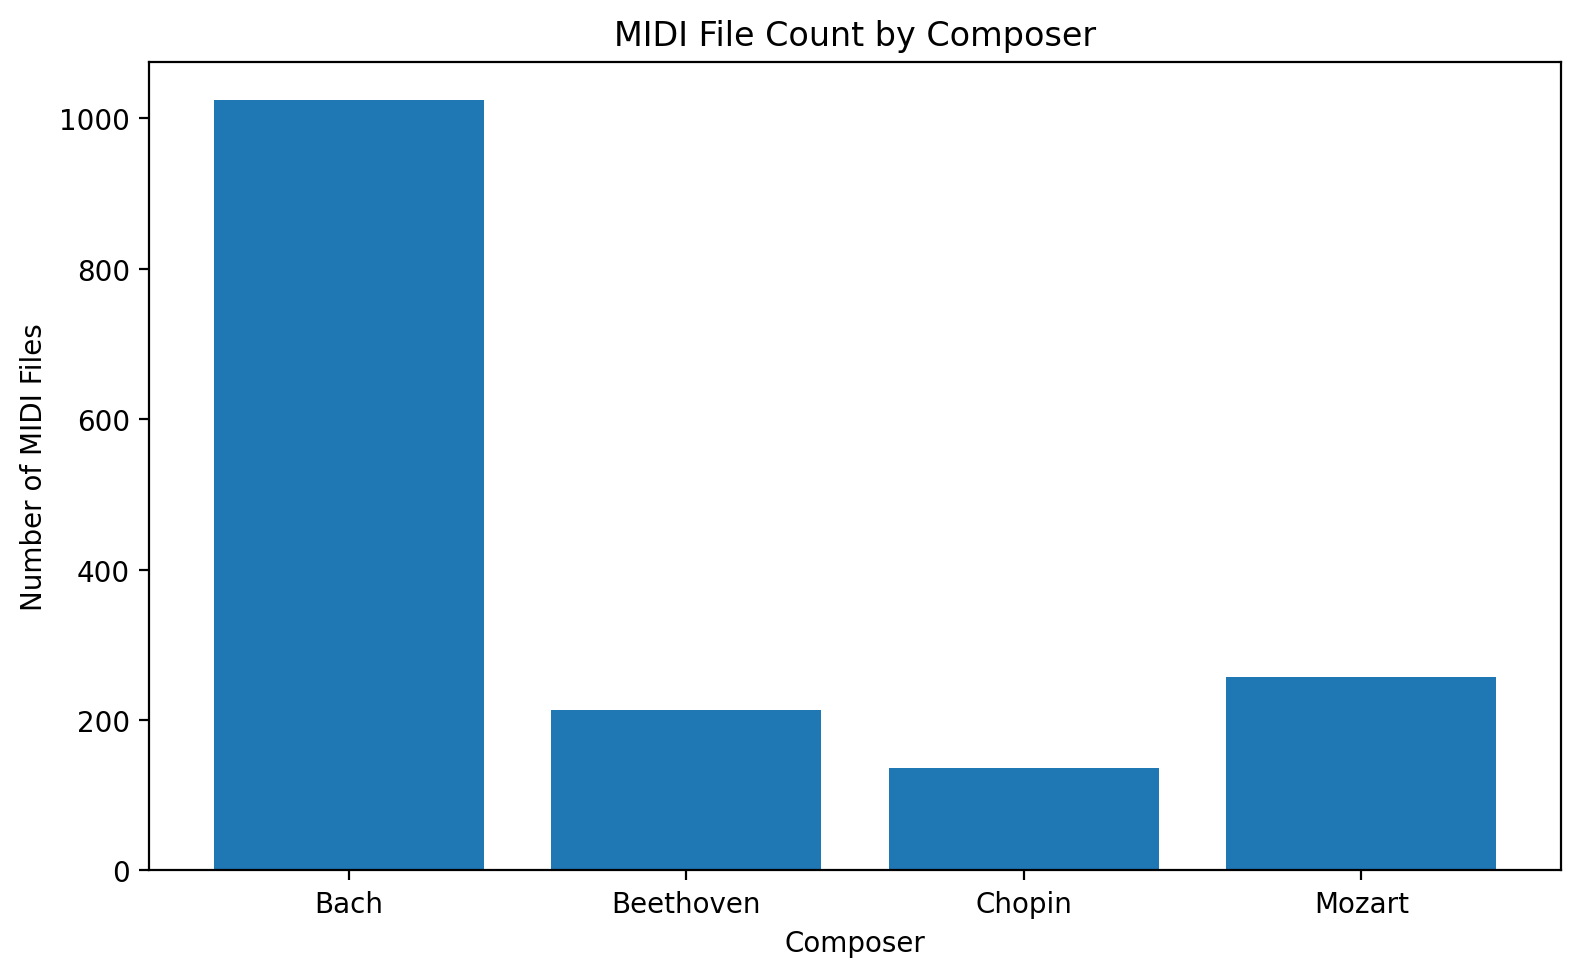 MIDI File Count by Composer
Number of MIDI Files
1000
800
600
400
200
0
Bach Beethoven Chopin Mozart
Composer